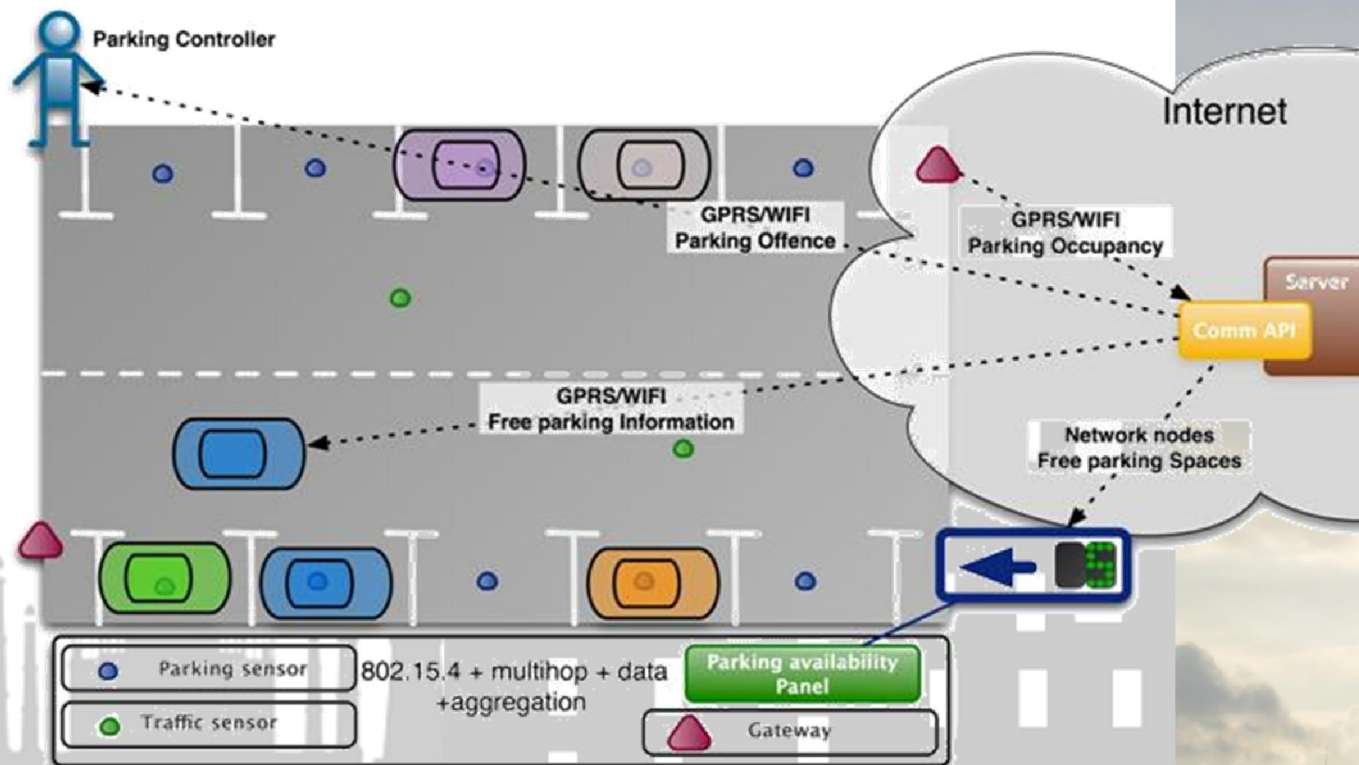 Parking Controller
Internet
GPRS/WIFI
Parking Offence
GPRS/WIFI
Parking Occupancy
Server
Comm API
GPRS/WIFI
Free parking Information
Network nodes
Free parking Spaces
Parking sensor
802.15.4 + multihop + data
+aggregation
Parking availability
Panel
Traffic sensor
Gateway